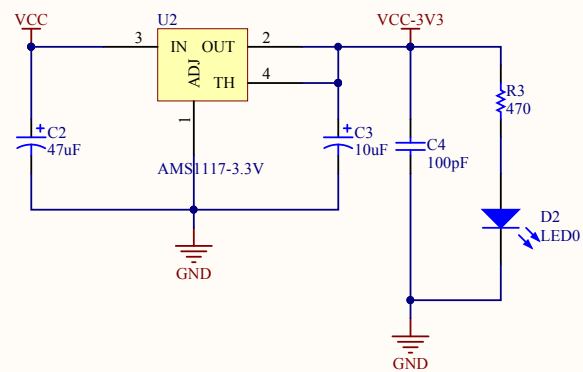 VCC
U2
VCC-3V3
3
IN
OUT
2
ADJ
TH
4
1
R3
470
C2
47uF
C3
10uF
C4
100pF
AMS1117-3.3V
D2
LED0
GND
GND